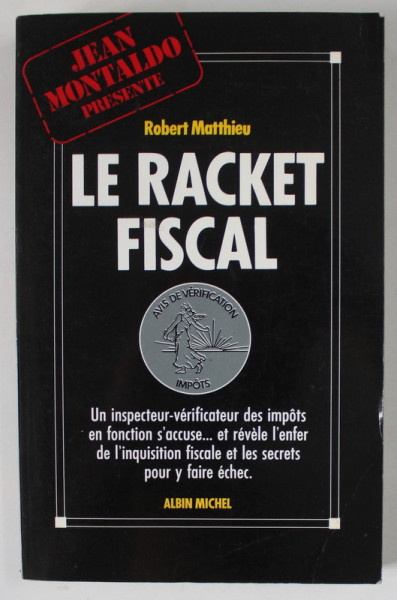 JEAN
MONTALDO
PRESENTE
Robert Matthieu
LE RACKET
FISCAL
AVIS DE VÉRIFICATION
IMPÔTS
Un inspecteur-vérificateur des impôts
en fonction s'accuse... et révèle l'enfer
de l'inquisition fiscale et les secrets
pour y faire échec.
ALBIN MICHEL